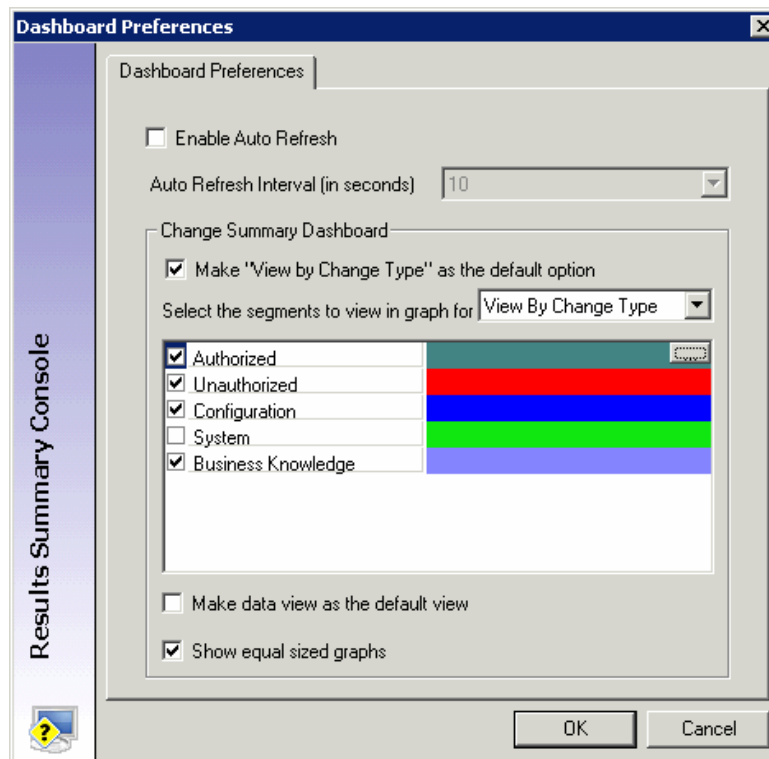 Dashboard Preferences
Dashboard Preferences
Enable Auto Refresh
Auto Refresh Interval (in seconds) 10
Change Summary Dashboard
Make "View by Change Type" as the default option
Select the segments to view in graph for View By Change Type
Authorized ...
Unauthorized
Configuration
System
Business Knowledge
Make data view as the default view
Show equal sized graphs
Results Summary Console
?
OK Cancel